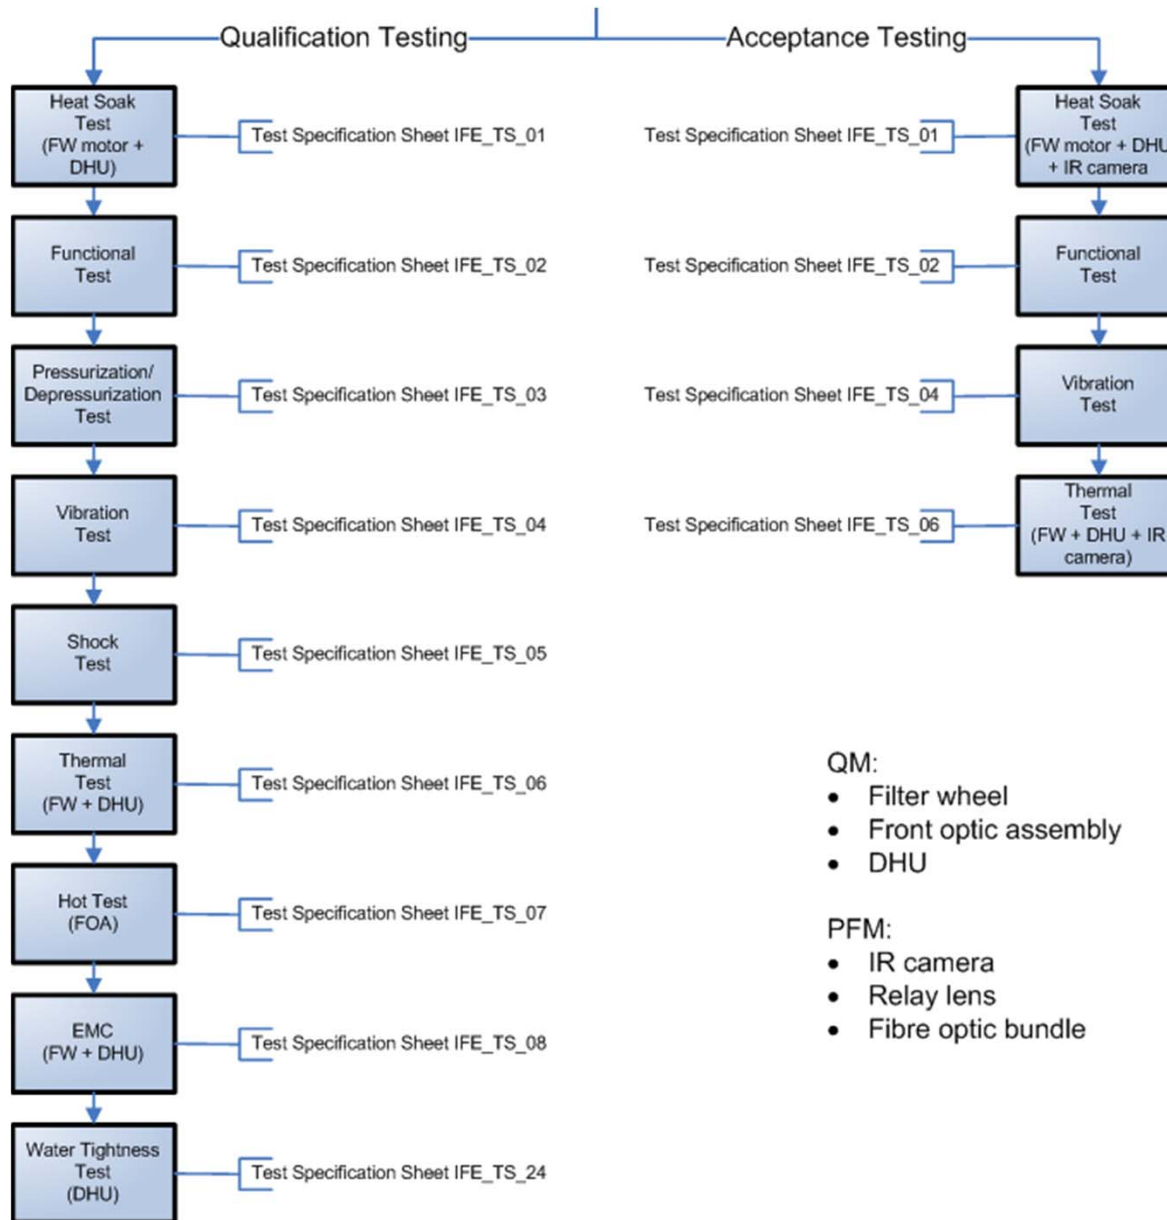 Qualification Testing
Acceptance Testing
Heat Soak
Test
(FW motor +
DHU)
Test Specification Sheet IFE_TS_01
Functional
Test
Test Specification Sheet IFE_TS_02
Pressurization/
Depressurization
Test
Test Specification Sheet IFE_TS_03
Vibration
Test
Test Specification Sheet IFE_TS_04
Shock
Test
Test Specification Sheet IFE_TS_05
Thermal
Test
(FW + DHU)
Test Specification Sheet IFE_TS_06
Hot Test
(FOA)
Test Specification Sheet IFE_TS_07
EMC
(FW + DHU)
Test Specification Sheet IFE_TS_08
Water Tightness
Test
(DHU)
Test Specification Sheet IFE_TS_24
Test Specification Sheet IFE_TS_01
Heat Soak
Test
(FW motor + DHU
+ IR camera
Test Specification Sheet IFE_TS_02
Functional
Test
Test Specification Sheet IFE_TS_04
Vibration
Test
Test Specification Sheet IFE_TS_06
Thermal
Test
(FW + DHU + IR
camera)
QM:
• Filter wheel
• Front optic assembly
• DHU
PFM:
• IR camera
• Relay lens
• Fibre optic bundle